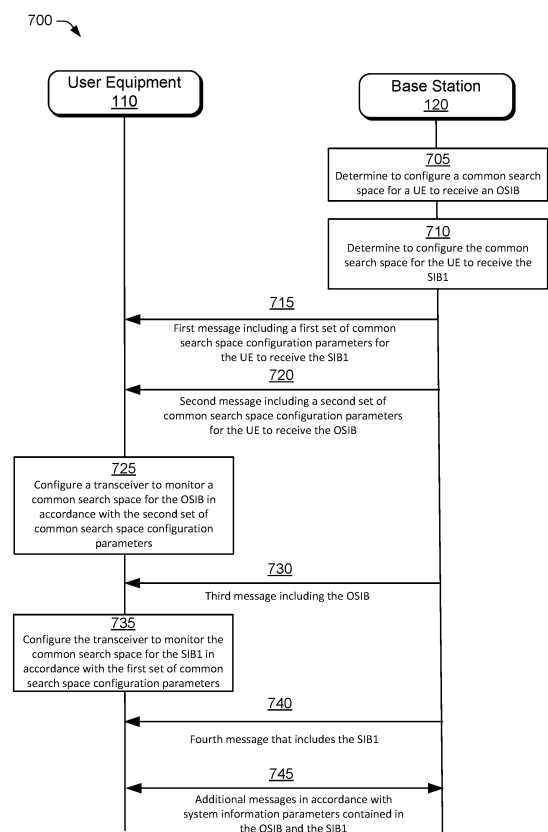 700
User Equipment
110
Base Station
120
705
Determine to configure a common search
space for a UE to receive an OSIB
710
Determine to configure the common
search space for the UE to receive the
SIB1
715
First message including a first set of common
search space configuration parameters for
the UE to receive the SIB1
720
Second message including a second set of
common search space configuration parameters
for the UE to receive the OSIB
725
Configure a transceiver to monitor a
common search space for the OSIB in
accordance with the second set of
common search space configuration
parameters
730
Third message including the OSIB
735
Configure the transceiver to monitor the
common search space for the SIB1 in
accordance with the first set of common
search space configuration parameters
740
Fourth message that includes the SIB1
745
Additional messages in accordance with
system information parameters contained in
the OSIB and the SIB1